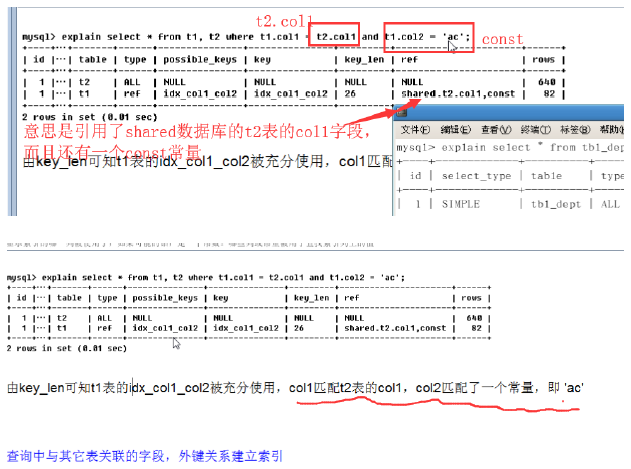 t2.col1
mysql> explain select * from t1, t2 where t1.col1 = t2.col1 and t1.col2 = 'ac';
const
| id |… | table | type | possible_keys | key | key_len | ref | rows |
| 1 |… | t2 | ALL | NULL | NULL | NULL | NULL | 640 |
| 1 |… | t1 | ref | idx_col1_col2 | idx_col1_col2 | 26 | shared.t2.col1,const | 82 |
2 rows in set (0.01 sec)
意思是引用了shared数据库的t2表的col1字段,
而且还有一个const常量
由key_len可知t1表的idx_col1_col2被充分使用，col1匹配
文件(F) 编辑(E) 查看(V) 终端(T) 标签(B) 帮助
mysql> explain select * from tb1_dep
| id | select_type | table | type
| 1 | SIMPLE | tb1_dept | ALL
mysql> explain select * from t1, t2 where t1.col1 = t2.col1 and t1.col2 = 'ac';
| id |… | table | type | possible_keys | key | key_len | ref | rows |
| 1 |… | t2 | ALL | NULL | NULL | NULL | NULL | 640 |
| 1 |… | t1 | ref | idx_col1_col2 | idx_col1_col2 | 26 | shared.t2.col1,const | 82 |
2 rows in set (0.01 sec)
由key_len可知t1表的idx_col1_col2被充分使用，col1匹配t2表的col1，col2匹配了一个常量，即 'ac'
查询中与其它表关联的字段，外键关系建立索引